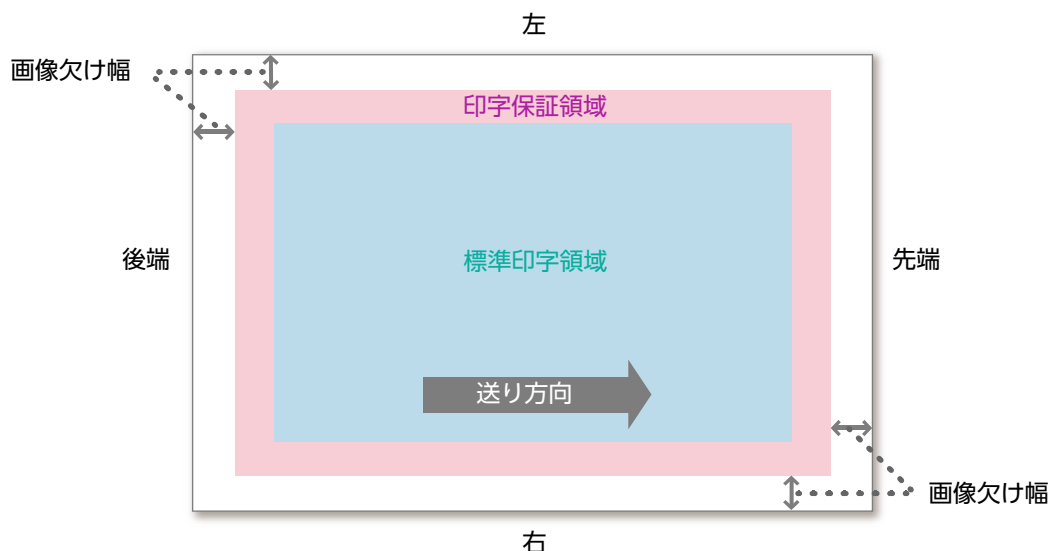 左
画像欠け幅
印字保証領域
後端
標準印字領域
先端
送り方向
画像欠け幅
右